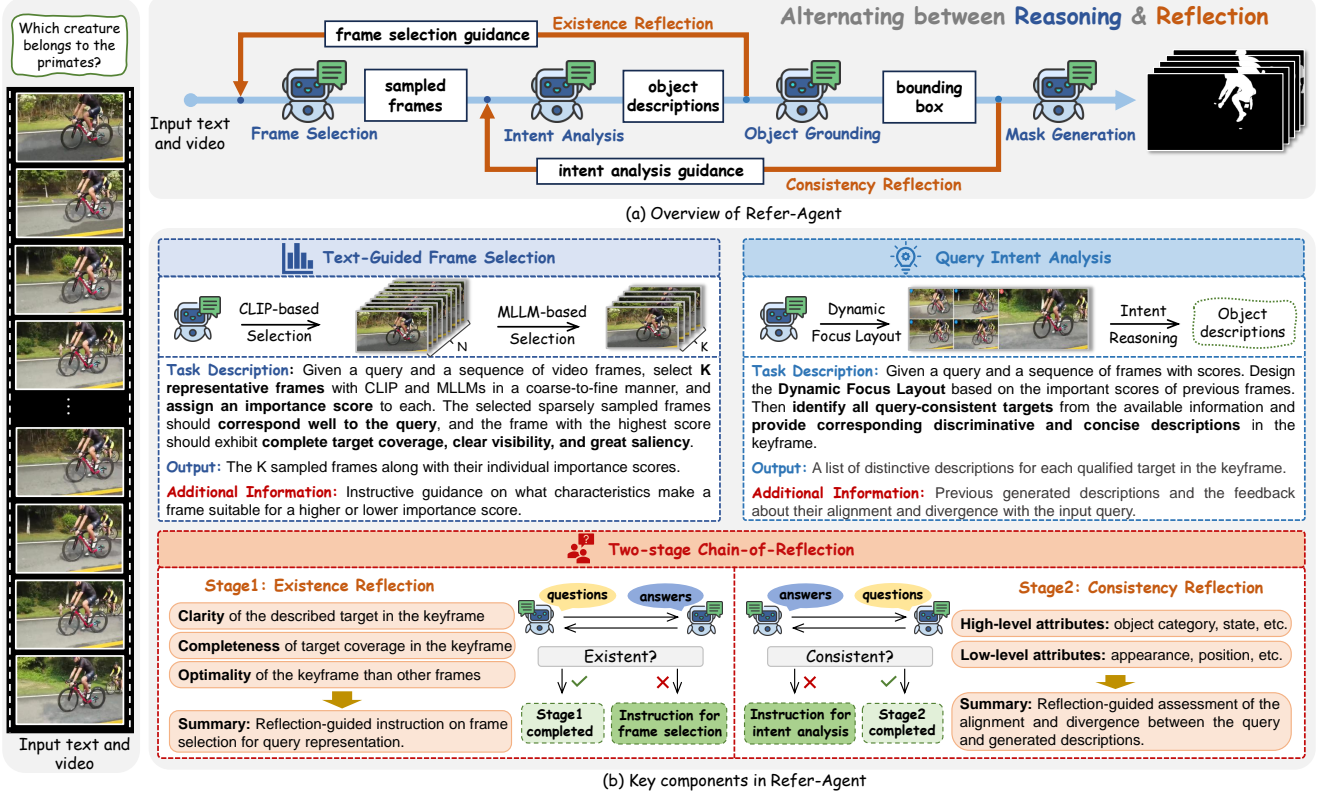 Which creature
belongs to the
primates?
Input text and
video
Alternating between Reasoning & Reflection
frame selection guidance
Existence Reflection
sampled
frames
object
descriptions
bounding
box
Input text
and video
Frame Selection
Intent Analysis
Object Grounding
Mask Generation
intent analysis guidance
Consistency Reflection
(a) Overview of Refer-Agent
Text-Guided Frame Selection
CLIP-based
Selection
N
MLLM-based
Selection
K
Task Description: Given a query and a sequence of video frames, select K
representative frames with CLIP and MLLMs in a coarse-to-fine manner, and
assign an importance score to each. The selected sparsely sampled frames
should correspond well to the query, and the frame with the highest score
should exhibit complete target coverage, clear visibility, and great saliency.
Output: The K sampled frames along with their individual importance scores.
Additional Information: Instructive guidance on what characteristics make a
frame suitable for a higher or lower importance score.
Query Intent Analysis
Dynamic
Focus Layout
Intent
Reasoning
Object
descriptions
Task Description: Given a query and a sequence of frames with scores. Design
the Dynamic Focus Layout based on the important scores of previous frames.
Then identify all query-consistent targets from the available information and
provide corresponding discriminative and concise descriptions in the
keyframe.
Output: A list of distinctive descriptions for each qualified target in the keyframe.
Additional Information: Previous generated descriptions and the feedback
about their alignment and divergence with the input query.
Two-stage Chain-of-Reflection
Stage1: Existence Reflection
Clarity of the described target in the keyframe
Completeness of target coverage in the keyframe
Optimality of the keyframe than other frames
Summary: Reflection-guided instruction on frame
selection for query representation.
questions
answers
Existent?
Stage1
completed
Instruction for
frame selection
answers
questions
Consistent?
Instruction for
intent analysis
Stage2
completed
Stage2: Consistency Reflection
High-level attributes: object category, state, etc.
Low-level attributes: appearance, position, etc.
Summary: Reflection-guided assessment of the
alignment and divergence between the query
and generated descriptions.
(b) Key components in Refer-Agent